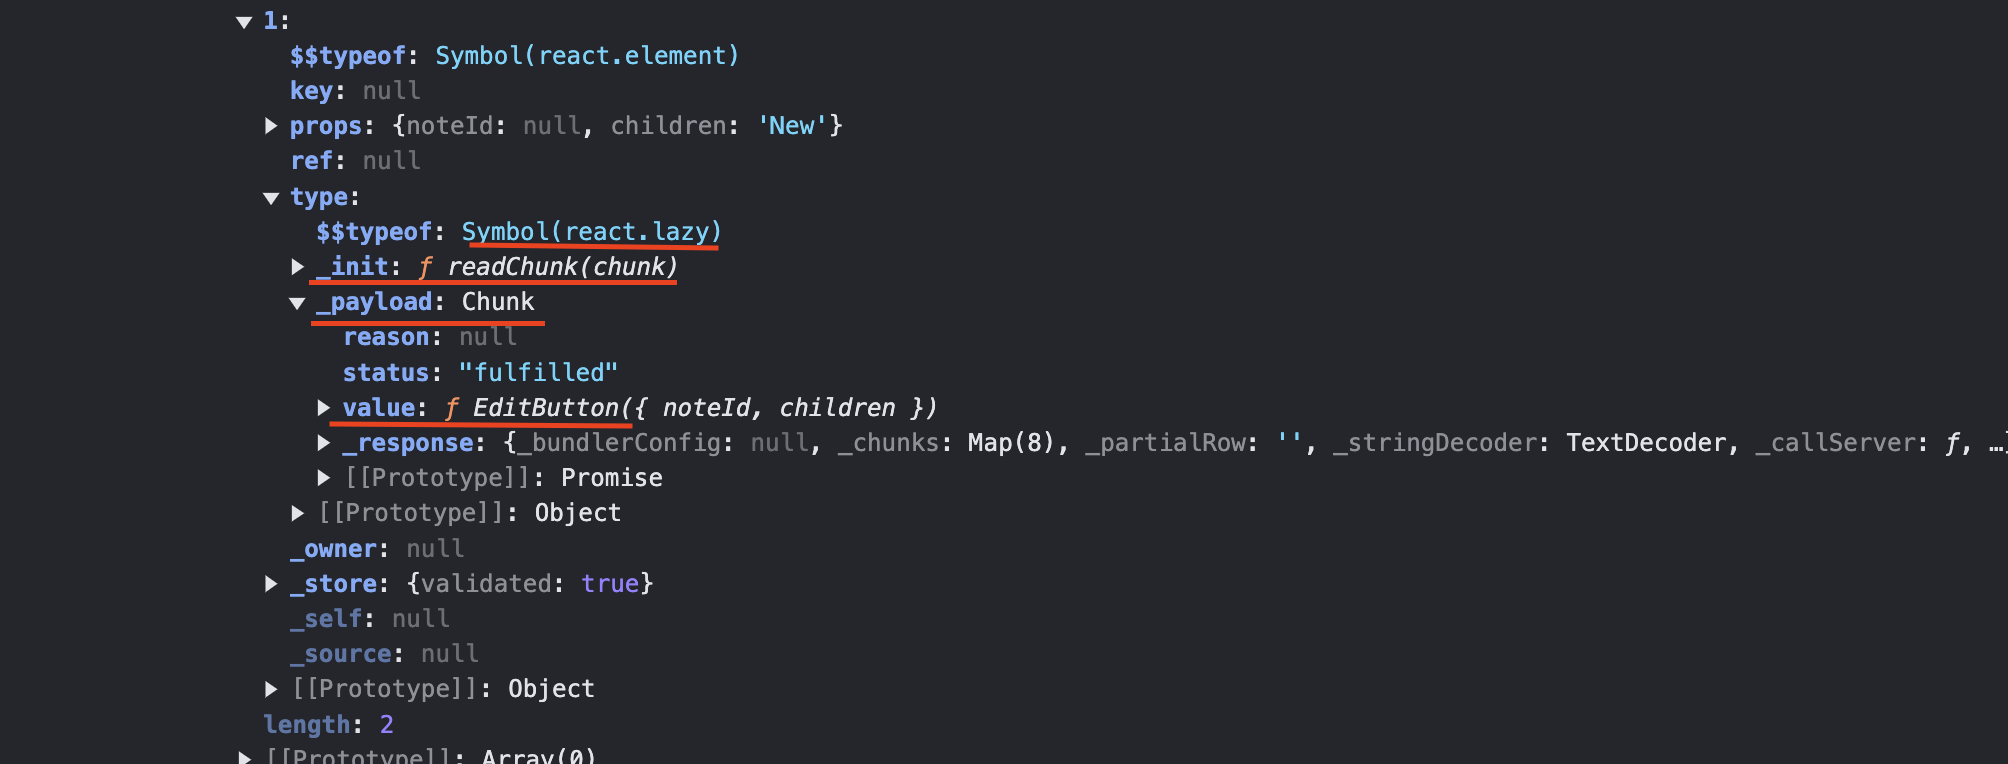 ▼ 1:
$$typeof: Symbol(react.element)
key: null
▶ props: {noteId: null, children: 'New'}
ref: null
▼ type:
$$typeof: Symbol(react.lazy)
▶ _init: ƒ readChunk(chunk)
▼ _payload: Chunk
reason: null
status: "fulfilled"
▶ value: ƒ EditButton({ noteId, children })
▶ _response: {_bundlerConfig: null, _chunks: Map(8), _partialRow: '', _stringDecoder: TextDecoder, _callServer: ƒ, …}
▶ [[Prototype]]: Promise
▶ [[Prototype]]: Object
_owner: null
▶ _store: {validated: true}
_self: null
_source: null
▶ [[Prototype]]: Object
length: 2
▶ [[Prototype]]: Array(0)